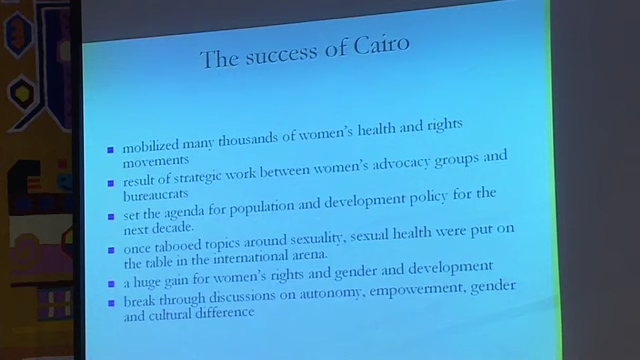 The success of Cairo
mobilized many thousands of women's health and rights
movements
result of strategic work between women's advocacy groups and
bureaucrats
set the agenda for population and development policy for the
next decade.
once tabooed topics around sexuality, sexual health were put on
the table in the international arena.
a huge gain for women's rights and gender and development
break through discussions on autonomy, empowerment, gender
and cultural difference